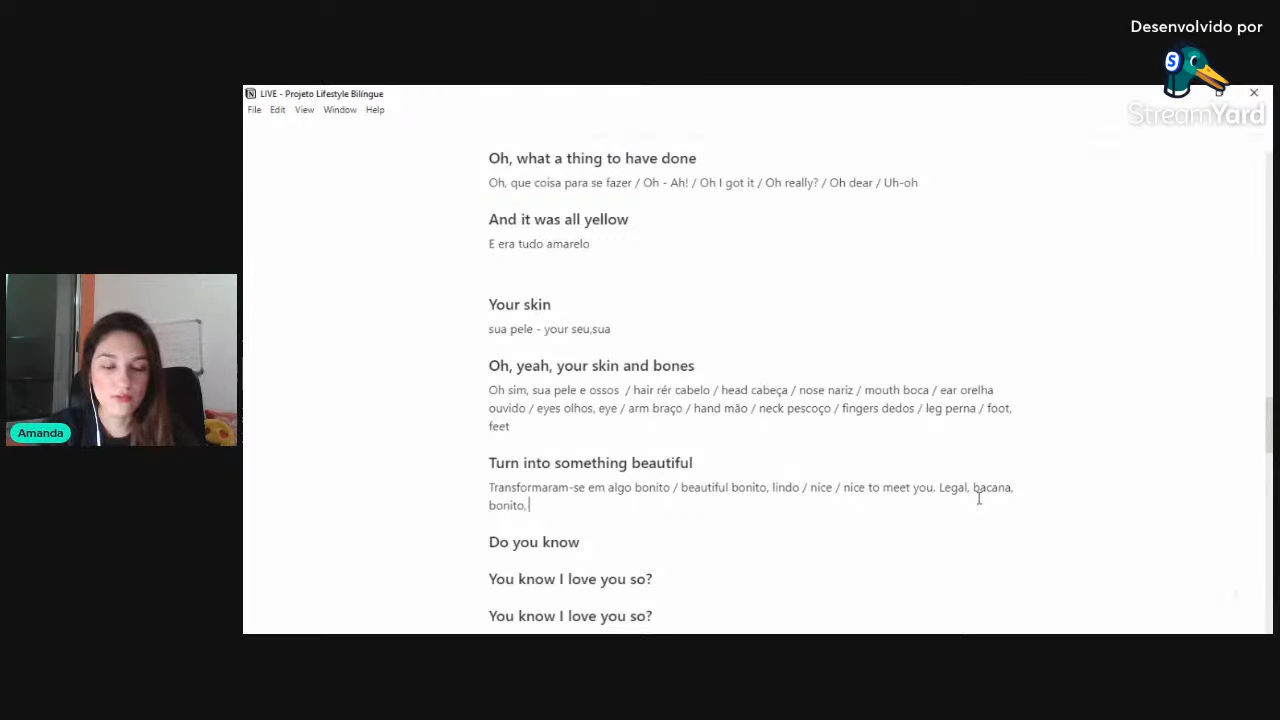 Desenvolvido por
S
StreamYard
LIVE - Projeto Lifestyle Bilíngue
File Edit View Window Help
Oh, what a thing to have done
Oh, que coisa para se fazer / Oh - Ah! / Oh I got it / Oh really? / Oh dear / Uh-oh
And it was all yellow
E era tudo amarelo
Your skin
sua pele - your seu,sua
Oh, yeah, your skin and bones
Oh sim, sua pele e ossos / hair rér cabelo / head cabeça / nose nariz / mouth boca / ear orelha
ouvido / eyes olhos, eye / arm braço / hand mão / neck pescoço / fingers dedos / leg perna / foot,
feet
Turn into something beautiful
Transformaram-se em algo bonito / beautiful bonito, lindo / nice / nice to meet you. Legal, bacana,
bonito,
Do you know
You know I love you so?
You know I love you so?
Amanda